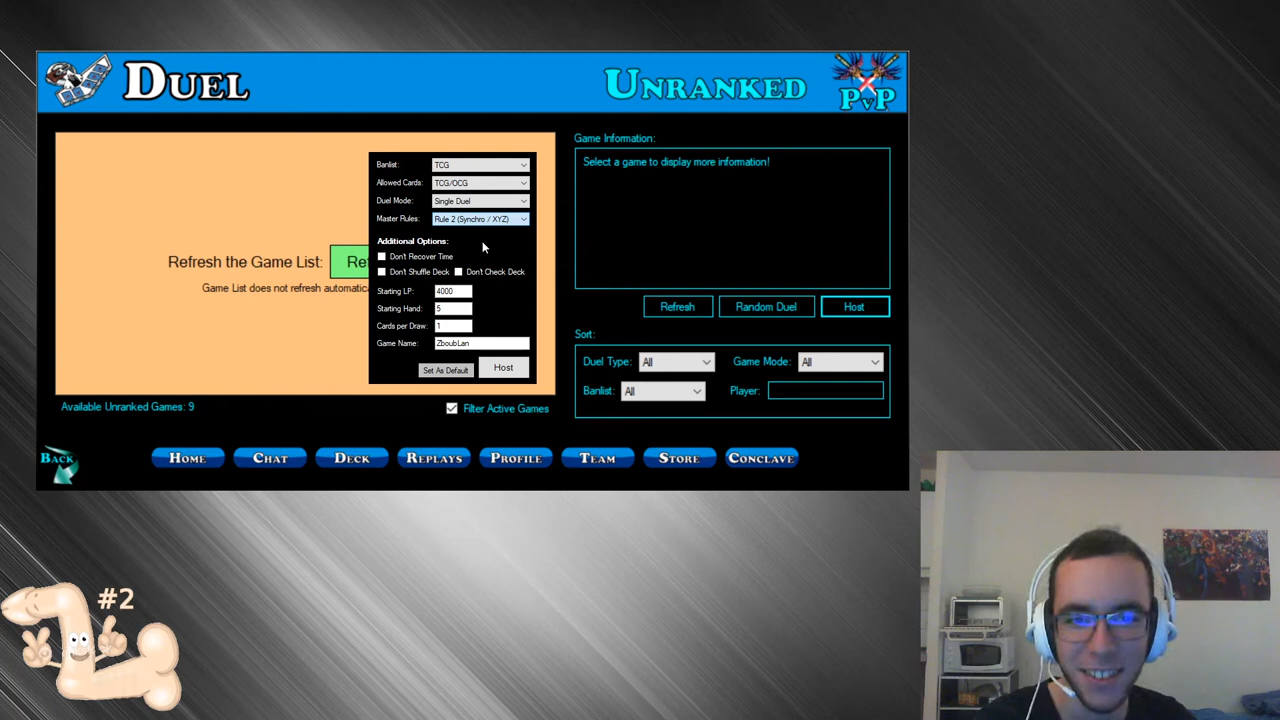 DUEL
UNRANKED
PvP
Game Information:
Select a game to display more information!
Banlist: TCG
Allowed Cards: TCG/OCG
Duel Mode: Single Duel
Master Rules: Rule 2 (Synchro / XYZ)
Additional Options:
Don't Recover Time
Don't Shuffle Deck Don't Check Deck
Starting LP: 4000
Starting Hand: 5
Cards per Draw: 1
Game Name: ZboubLan
Set As Default Host
Refresh the Game List: Re
Game List does not refresh automatica
Refresh Random Duel Host
Sort:
Duel Type: All Game Mode: All
Banlist: All Player:
Available Unranked Games: 9
Filter Active Games
BACK
HOME CHAT DECK REPLAYS PROFILE TEAM STORE CONCLAVE
#2